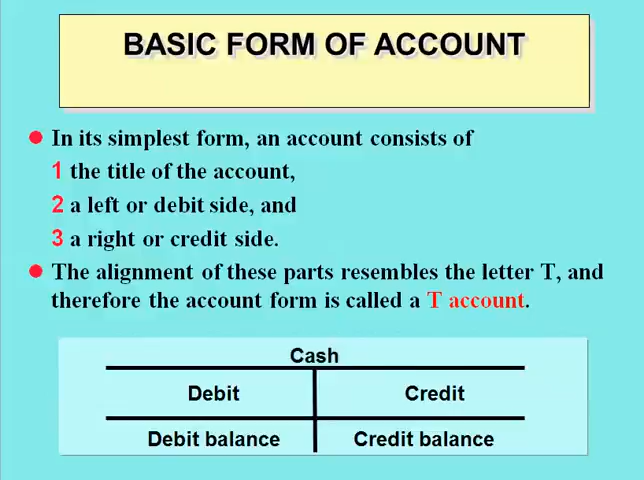 BASIC FORM OF ACCOUNT
In its simplest form, an account consists of
1 the title of the account,
2 a left or debit side, and
3 a right or credit side.
The alignment of these parts resembles the letter T, and
therefore the account form is called a T account.
Cash
Debit Credit
Debit balance Credit balance